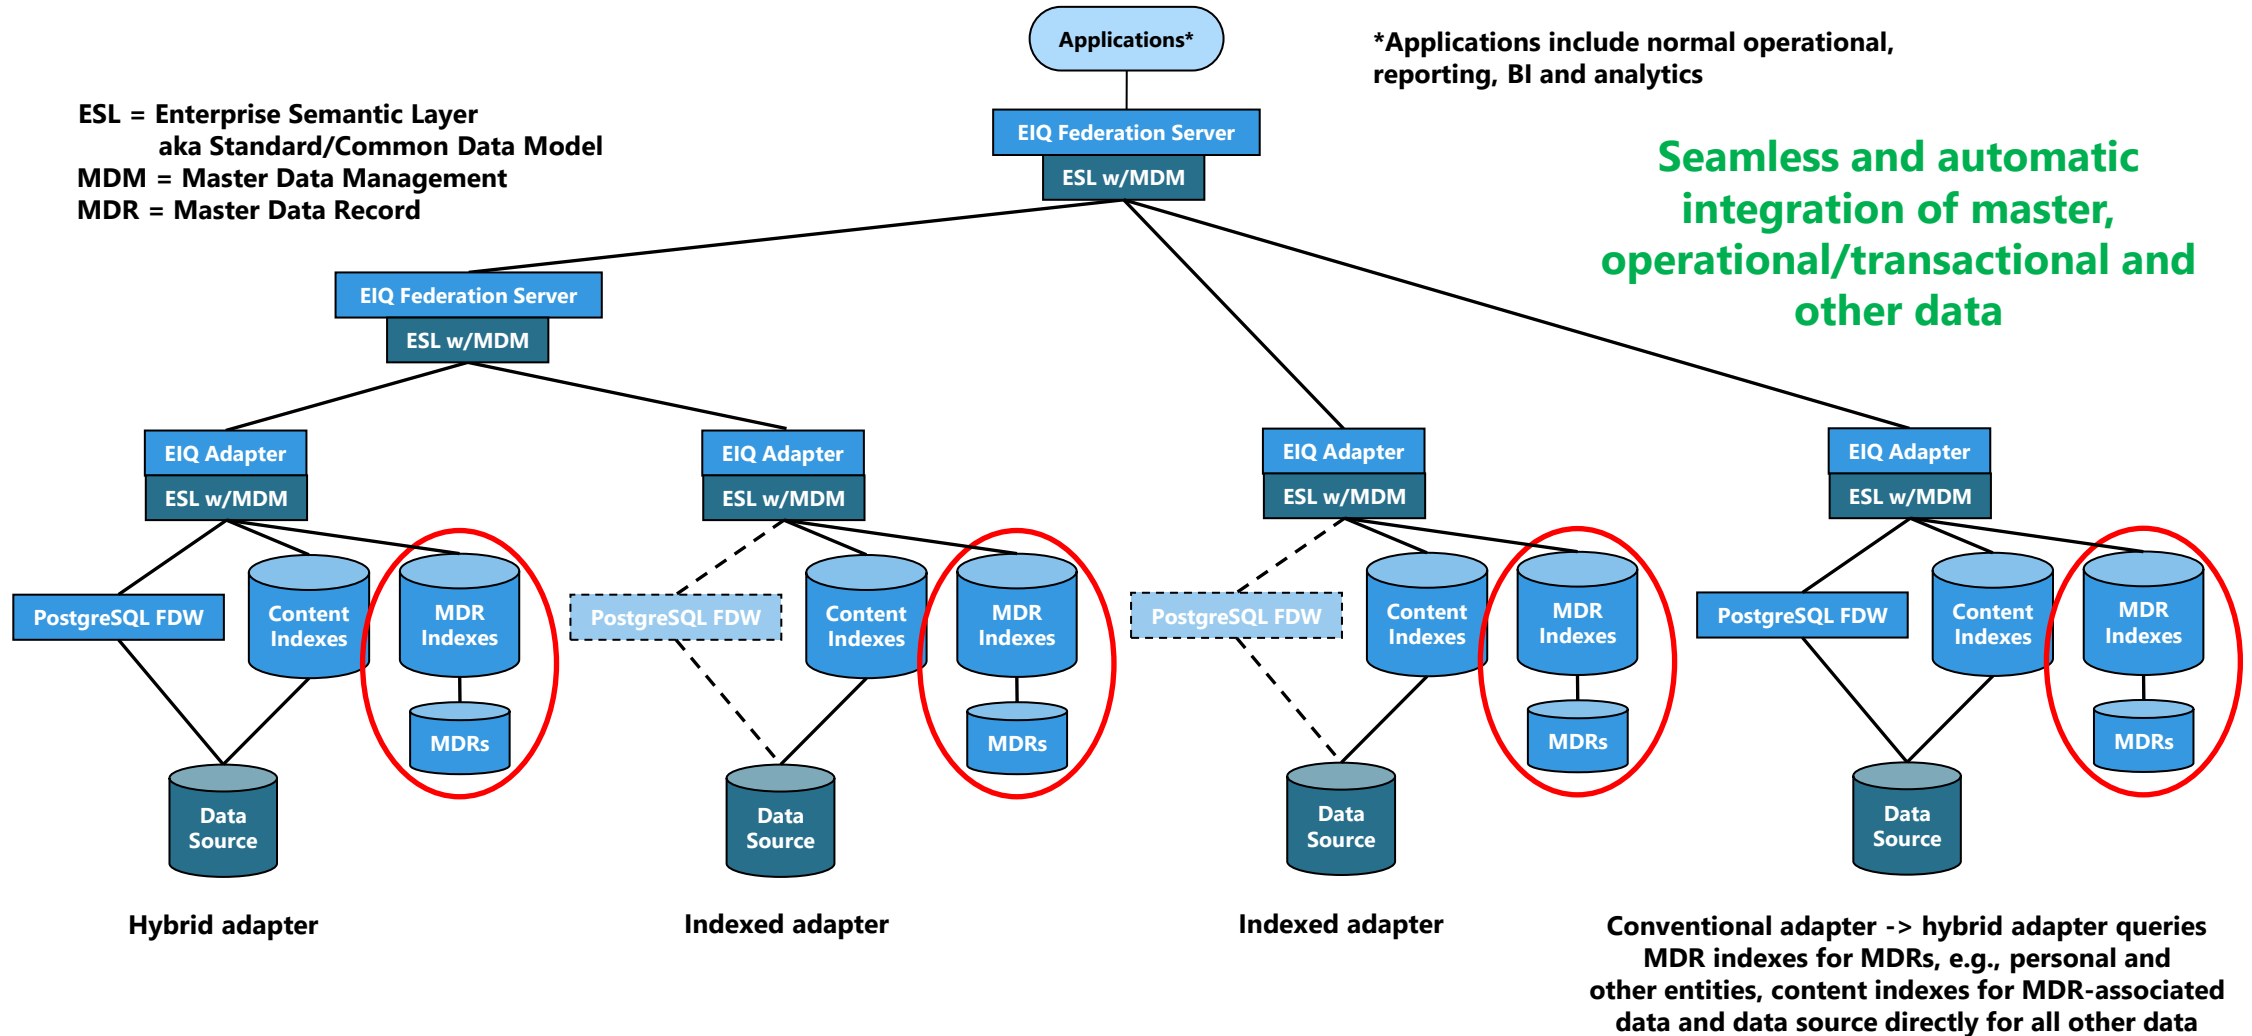 Applications*
*Applications include normal operational,
reporting, BI and analytics
ESL = Enterprise Semantic Layer
aka Standard/Common Data Model
MDM = Master Data Management
MDR = Master Data Record
EIQ Federation Server
ESL w/MDM
Seamless and automatic
integration of master,
operational/transactional and
other data
EIQ Federation Server
ESL w/MDM
EIQ Adapter
ESL w/MDM
EIQ Adapter
ESL w/MDM
EIQ Adapter
ESL w/MDM
EIQ Adapter
ESL w/MDM
PostgreSQL FDW
Content
Indexes
MDR
Indexes
MDRs
Data
Source
PostgreSQL FDW
Content
Indexes
MDR
Indexes
MDRs
Data
Source
PostgreSQL FDW
Content
Indexes
MDR
Indexes
MDRs
Data
Source
PostgreSQL FDW
Content
Indexes
MDR
Indexes
MDRs
Data
Source
Hybrid adapter
Indexed adapter
Indexed adapter
Conventional adapter -> hybrid adapter queries
MDR indexes for MDRs, e.g., personal and
other entities, content indexes for MDR-associated
data and data source directly for all other data